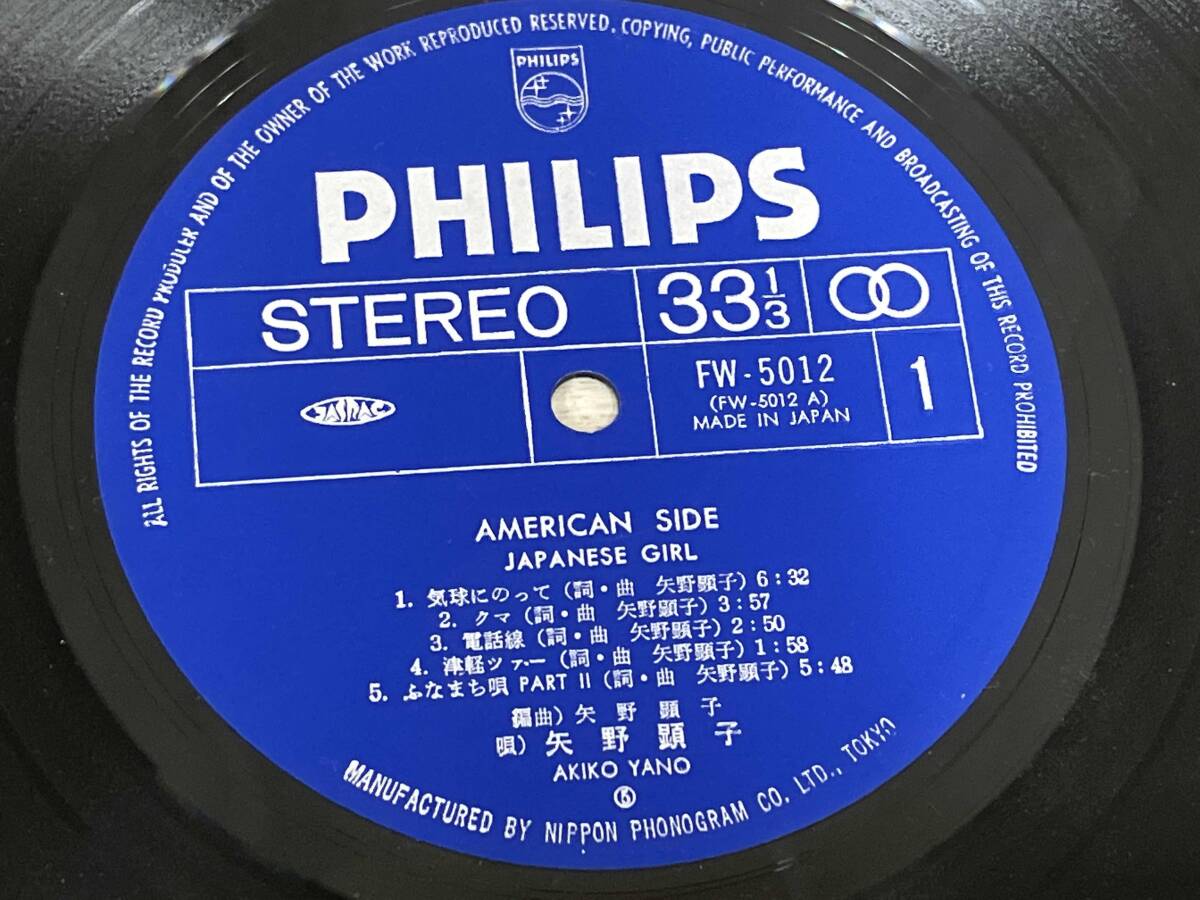 ALL RIGHTS OF THE RECORD PRODUCER AND OF THE OWNER OF THE WORK REPRODUCED RESERVED. COPYING, PUBLIC PERFORMANCE AND BROADCASTING OF THIS RECORD PROHIBITED
PHILIPS
PHILIPS
STEREO
33 1/3
JASRAC
FW-5012
(FW-5012 A)
MADE IN JAPAN
1
AMERICAN SIDE
JAPANESE GIRL
1. 気球にのって (詞・曲 矢野顕子) 6:32
2. クマ (詞・曲 矢野顕子) 3:57
3. 電話線 (詞・曲 矢野顕子) 2:50
4. 津軽ツァー (詞・曲 矢野顕子) 1:58
5. ふなまち唄 PART II (詞・曲 矢野顕子) 5:48
編曲) 矢野顕子
唄) 矢野顕子
AKIKO YANO
MANUFACTURED BY NIPPON PHONOGRAM CO. LTD., TOKYO